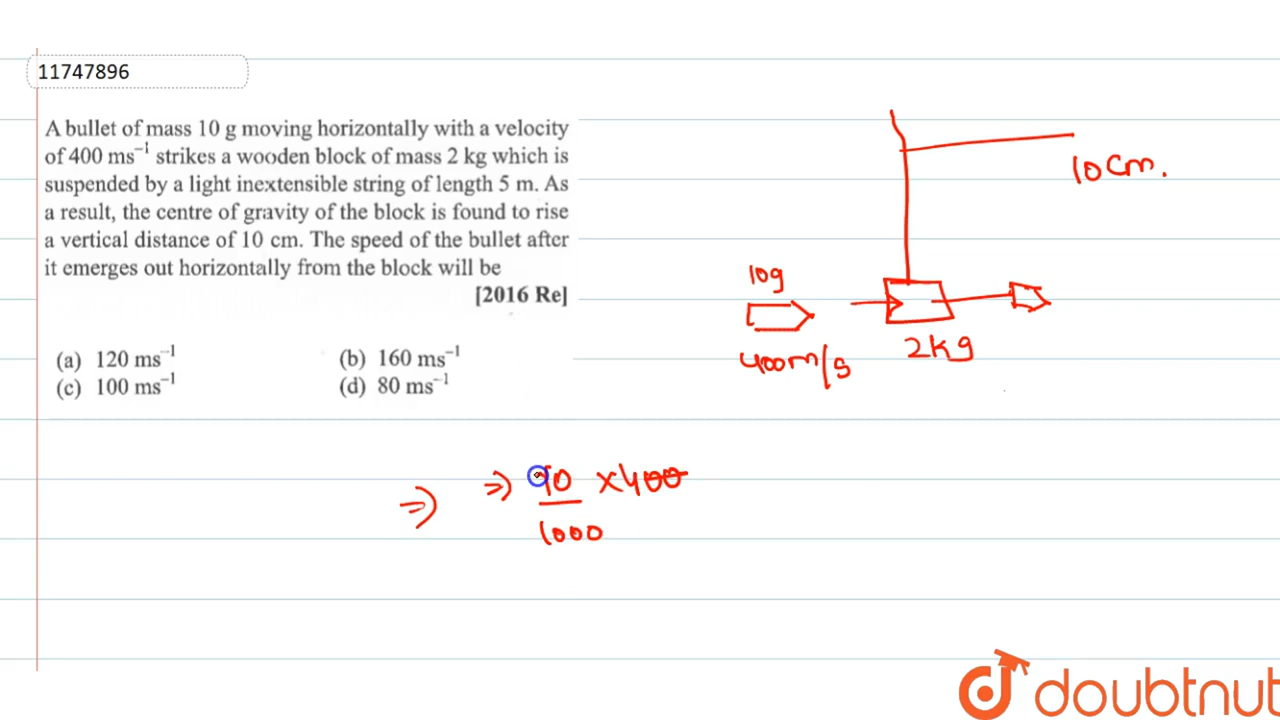 11747896
A bullet of mass 10 g moving horizontally with a velocity
of 400 ms⁻¹ strikes a wooden block of mass 2 kg which is
suspended by a light inextensible string of length 5 m. As
a result, the centre of gravity of the block is found to rise
a vertical distance of 10 cm. The speed of the bullet after
it emerges out horizontally from the block will be
[2016 Re]
(a) 120 ms⁻¹ (b) 160 ms⁻¹
(c) 100 ms⁻¹ (d) 80 ms⁻¹
10 cm.
10g
400m/s
2kg
⇒ ⇒ 10 × 400
1000
doubtnut